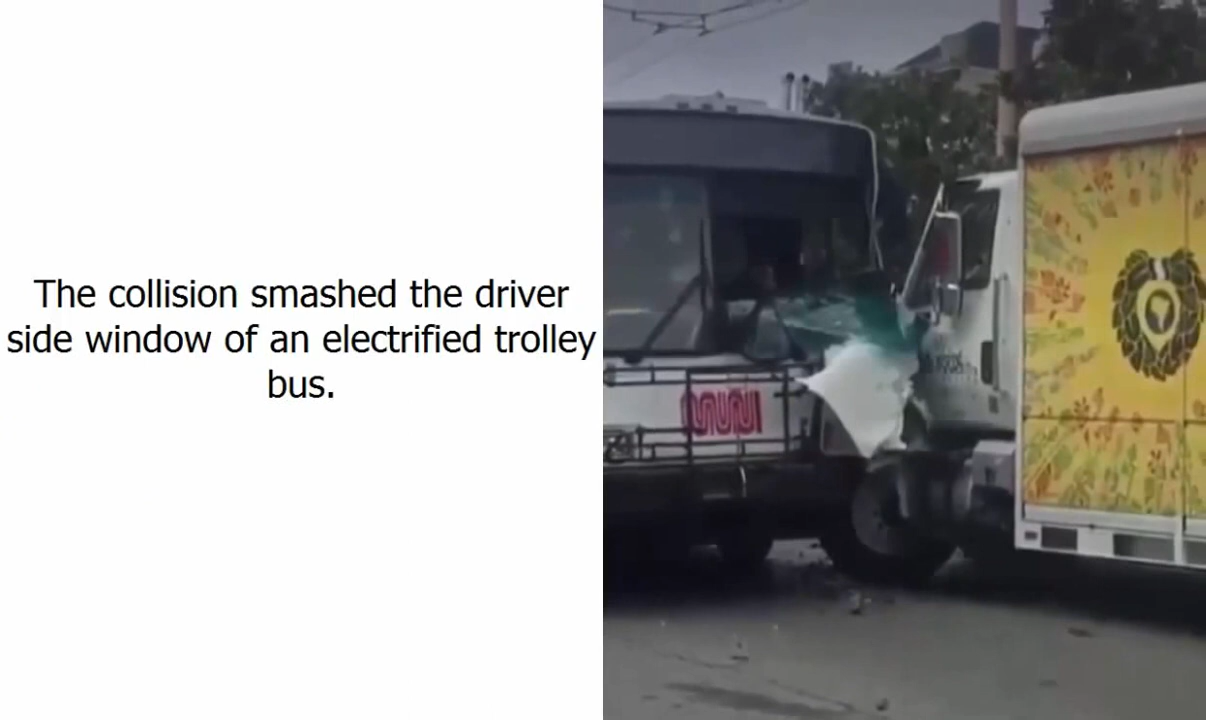 The collision smashed the driver
side window of an electrified trolley
bus.
MUNI